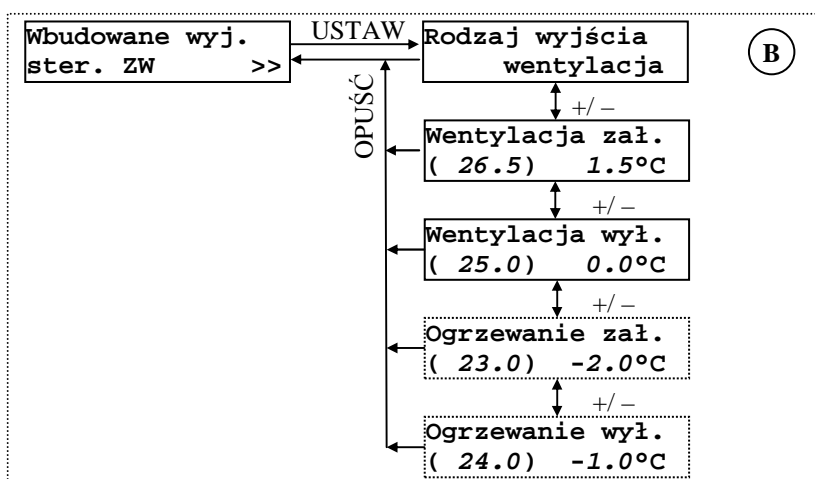 Wbudowane wyj.
ster. ZW >>
USTAW
OPUŚĆ
Rodzaj wyjścia
wentylacja
B
+/ –
Wentylacja zał.
( 26.5) 1.5°C
+/ –
Wentylacja wył.
( 25.0) 0.0°C
+/ –
Ogrzewanie zał.
( 23.0) -2.0°C
+/ –
Ogrzewanie wył.
( 24.0) -1.0°C